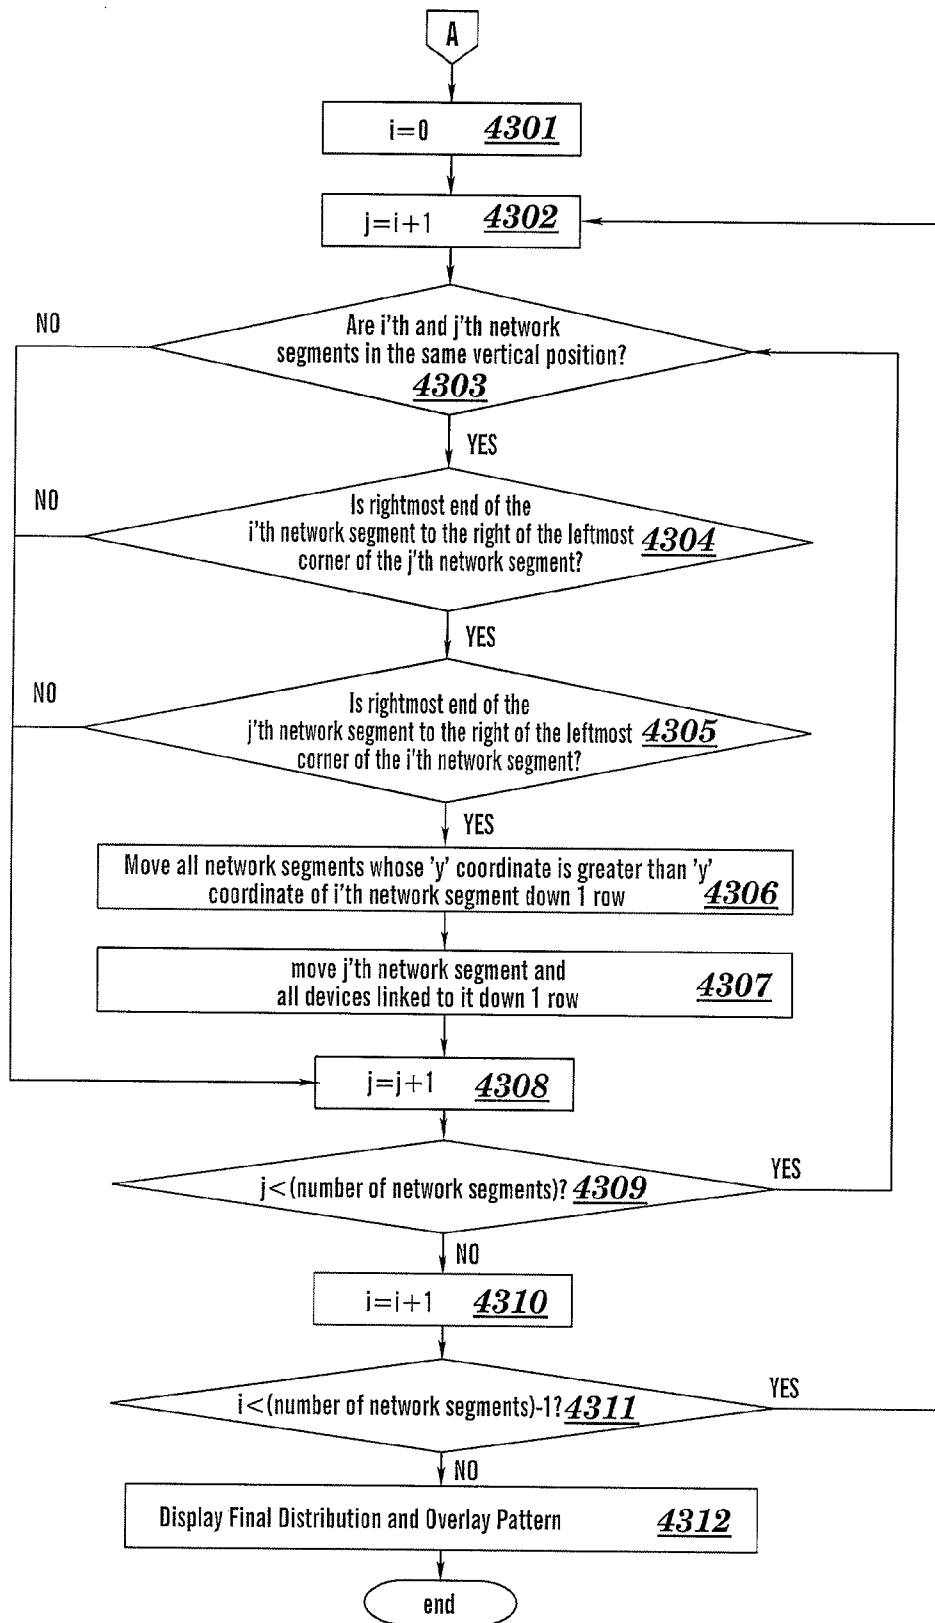 A
i=0 4301
j=i+1 4302
Are i'th and j'th network
segments in the same vertical position?
4303
NO
YES
Is rightmost end of the
i'th network segment to the right of the leftmost 4304
corner of the j'th network segment?
NO
YES
Is rightmost end of the
j'th network segment to the right of the leftmost 4305
corner of the i'th network segment?
NO
YES
Move all network segments whose 'y' coordinate is greater than 'y'
coordinate of i'th network segment down 1 row 4306
move j'th network segment and
all devices linked to it down 1 row 4307
j=j+1 4308
j<(number of network segments)? 4309
YES
NO
i=i+1 4310
i<(number of network segments)-1? 4311
YES
NO
Display Final Distribution and Overlay Pattern 4312
end